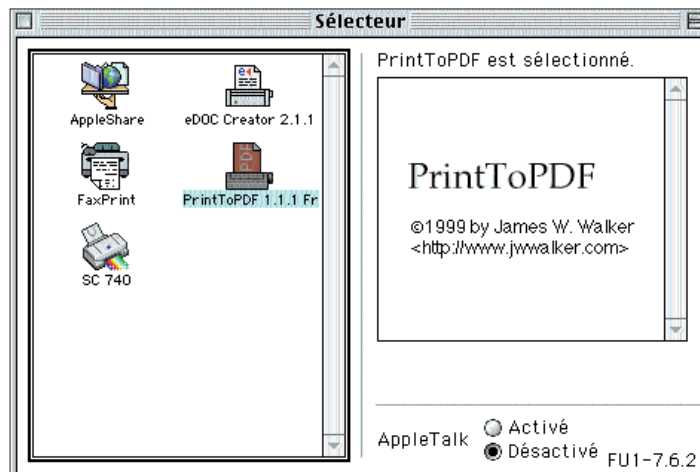 Sélecteur
AppleShare
eDOC Creator 2.1.1
FaxPrint
PDF
PrintToPDF 1.1.1 Fr
SC 740
PrintToPDF est sélectionné.
PrintToPDF
©1999 by James W. Walker
<http://www.jwwalker.com>
AppleTalk
Activé
Désactivé
FU1-7.6.2